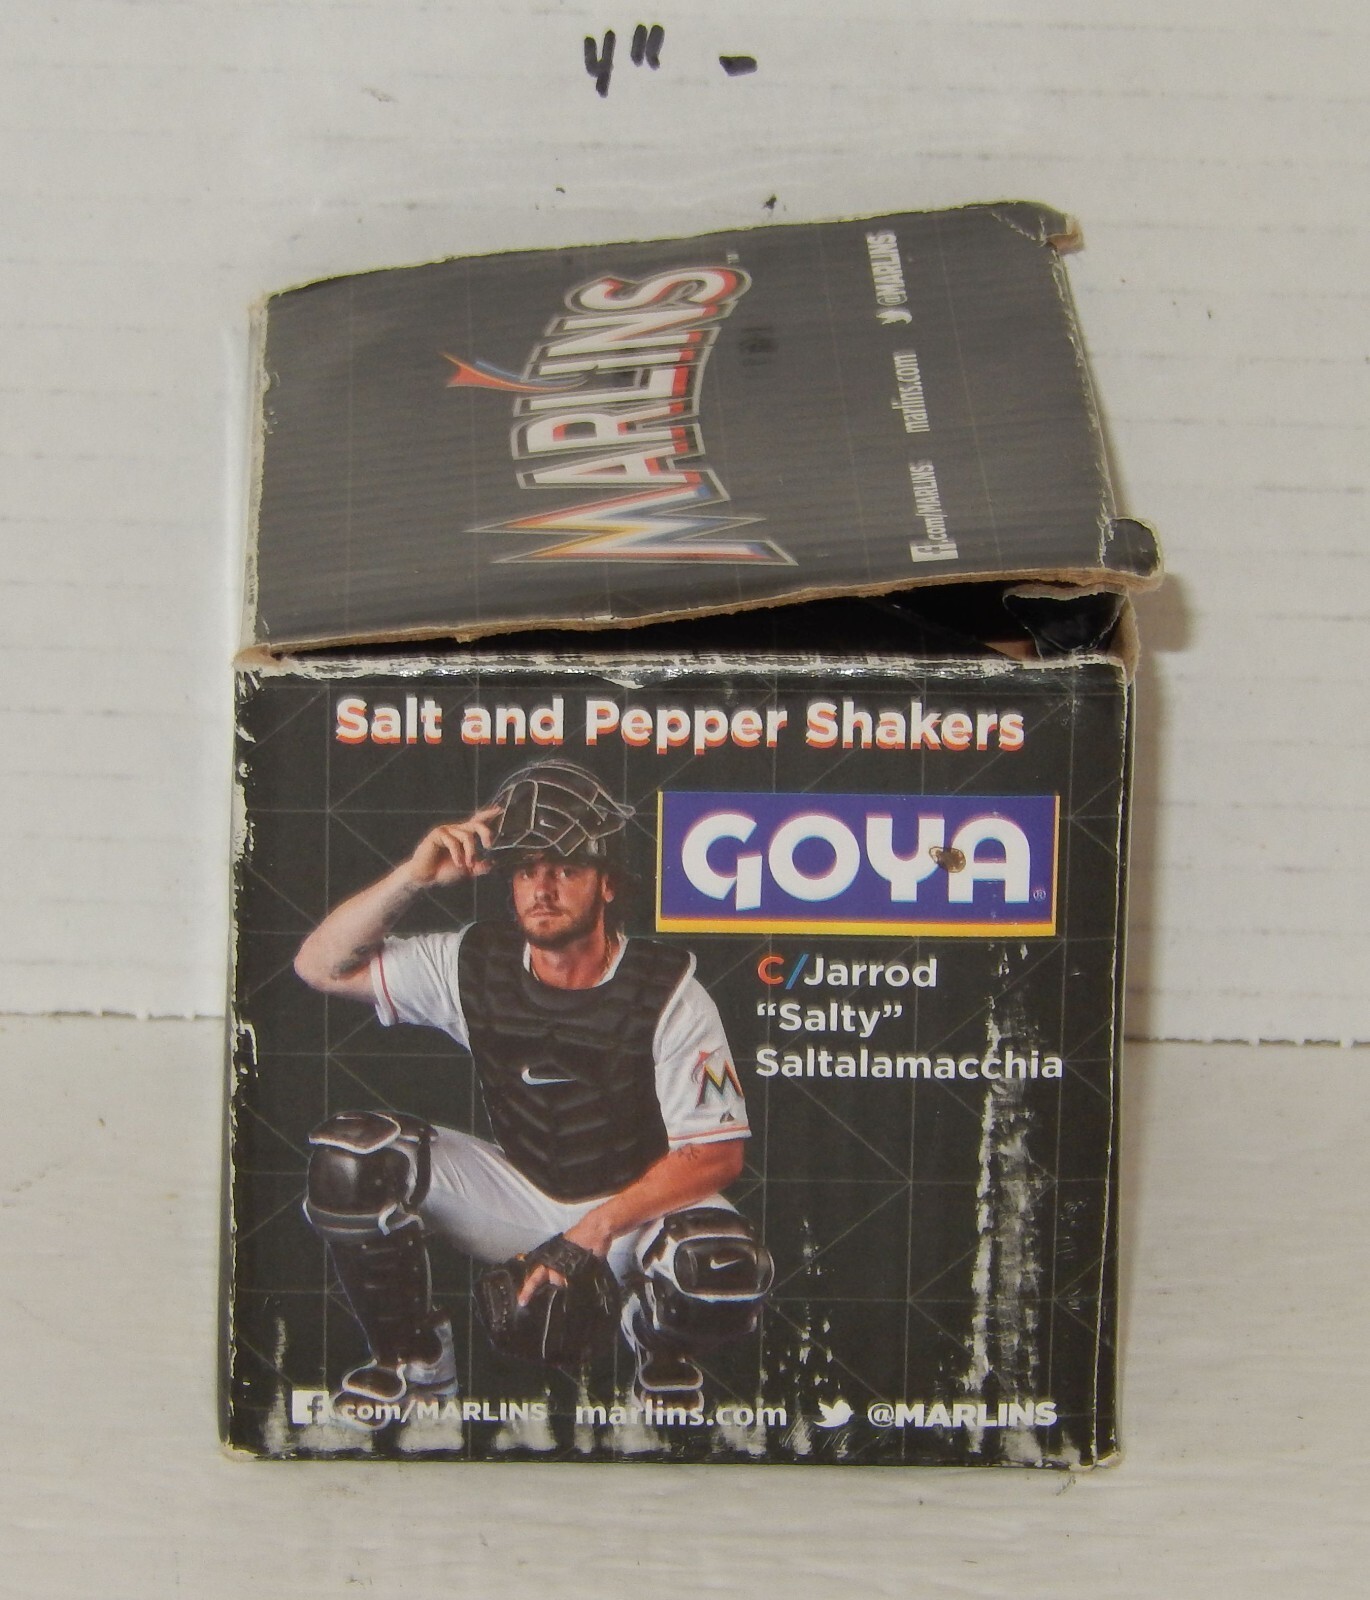 4" -
MARLINS™
f.com/MARLINS marlins.com @MARLINS
Salt and Pepper Shakers
GOYA®
C/Jarrod
“Salty”
Saltalamacchia
M
f com/MARLINS marlins.com @MARLINS